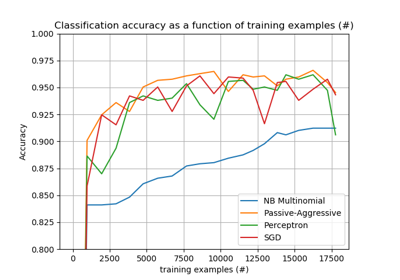 Classification accuracy as a function of training examples (#)
1.000
0.975
0.950
0.925
0.900
0.875
0.850
0.825
0.800
Accuracy
0 2500 5000 7500 10000 12500 15000 17500
training examples (#)
NB Multinomial
Passive-Aggressive
Perceptron
SGD